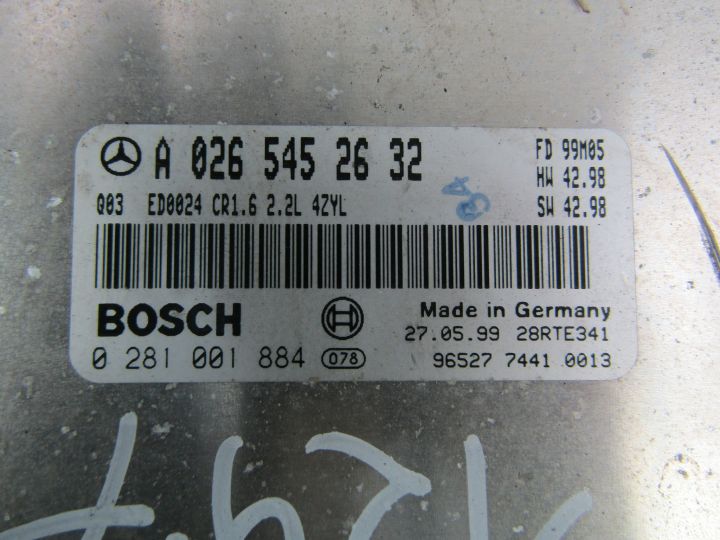 A 026 545 26 32
FD 99M05
HW 42.98
SW 42.98
Q03 ED0024 CR1.6 2.2L 4ZYL
BOSCH
Made in Germany
27.05.99 28RTE341
0 281 001 884 078
96527 7441 0013